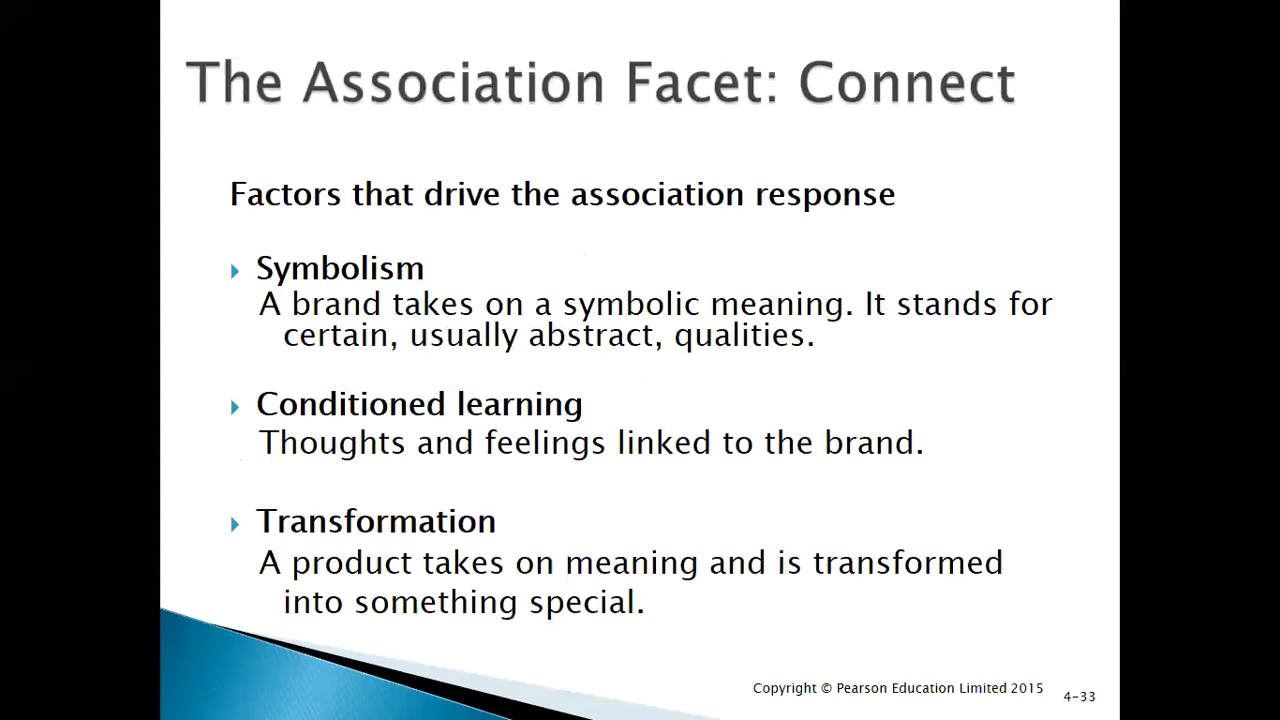 The Association Facet: Connect
Factors that drive the association response
Symbolism
A brand takes on a symbolic meaning. It stands for
certain, usually abstract, qualities.
Conditioned learning
Thoughts and feelings linked to the brand.
Transformation
A product takes on meaning and is transformed
into something special.
Copyright © Pearson Education Limited 2015
4-33